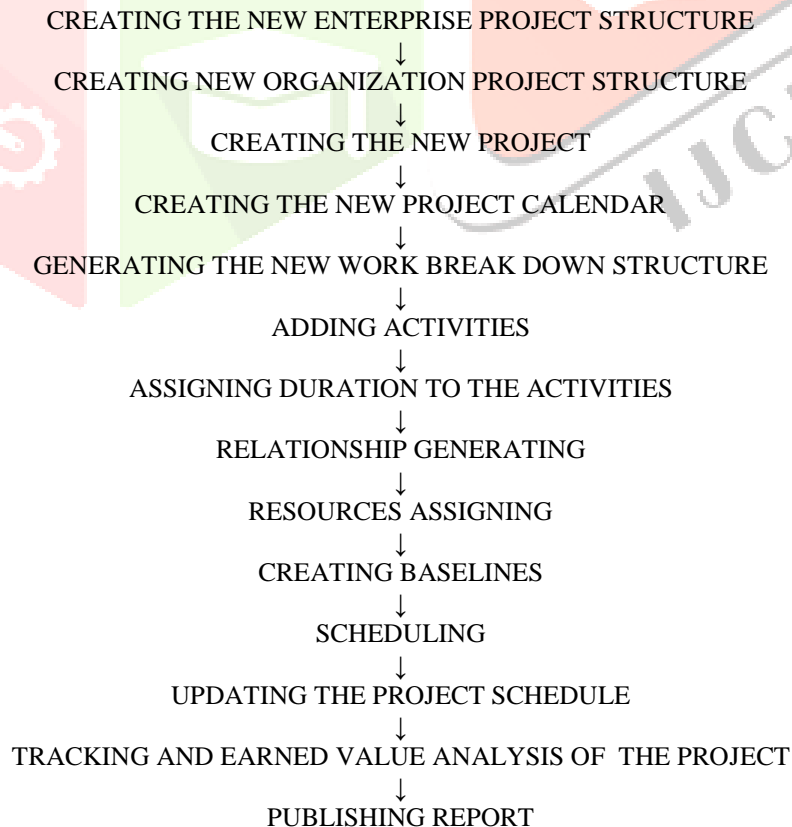 CREATING THE NEW ENTERPRISE PROJECT STRUCTURE
↓
CREATING NEW ORGANIZATION PROJECT STRUCTURE
↓
CREATING THE NEW PROJECT
↓
CREATING THE NEW PROJECT CALENDAR
↓
GENERATING THE NEW WORK BREAK DOWN STRUCTURE
↓
ADDING ACTIVITIES
↓
ASSIGNING DURATION TO THE ACTIVITIES
↓
RELATIONSHIP GENERATING
↓
RESOURCES ASSIGNING
↓
CREATING BASELINES
↓
SCHEDULING
↓
UPDATING THE PROJECT SCHEDULE
↓
TRACKING AND EARNED VALUE ANALYSIS OF THE PROJECT
↓
PUBLISHING REPORT